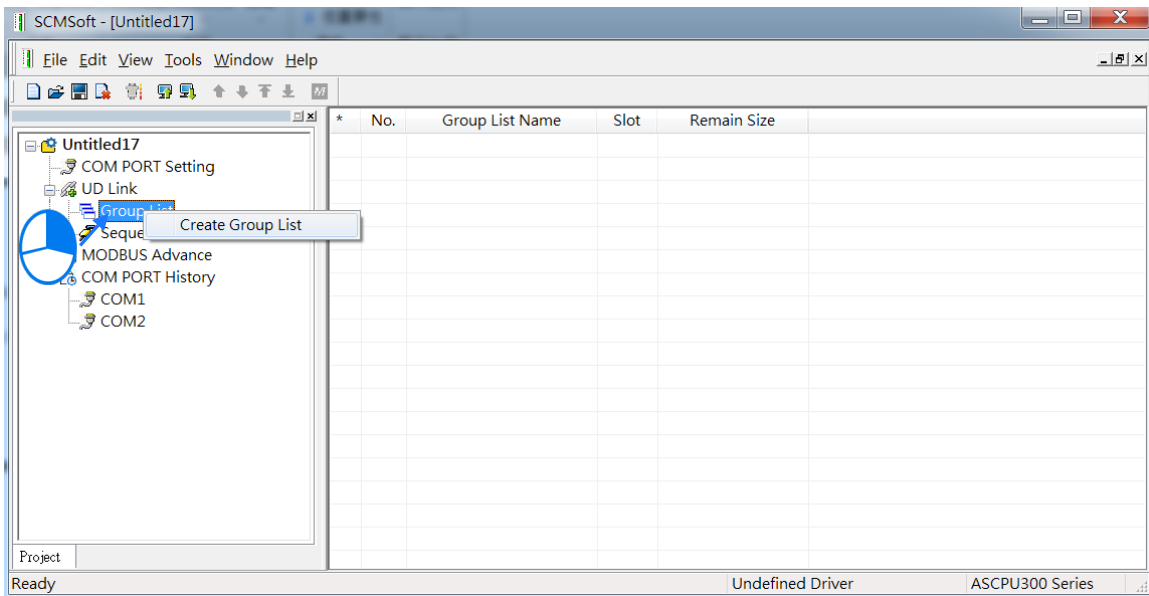 SCMSoft - [Untitled17]
File Edit View Tools Window Help
* No. Group List Name Slot Remain Size
Untitled17
COM PORT Setting
UD Link
Group List
Create Group List
Seque
MODBUS Advance
COM PORT History
COM1
COM2
Project
Ready Undefined Driver ASCPU300 Series